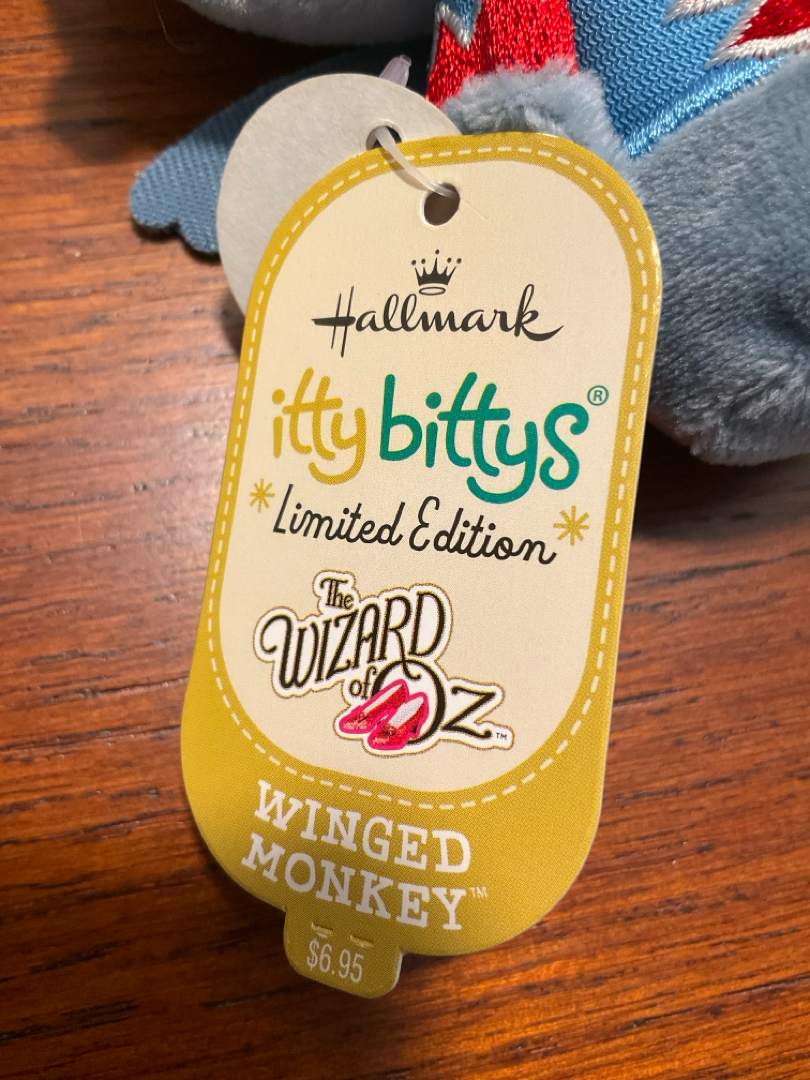 Hallmark
itty bittys®
Limited Edition
The
WIZARD
of OZ™
WINGED
MONKEY™
$6.95